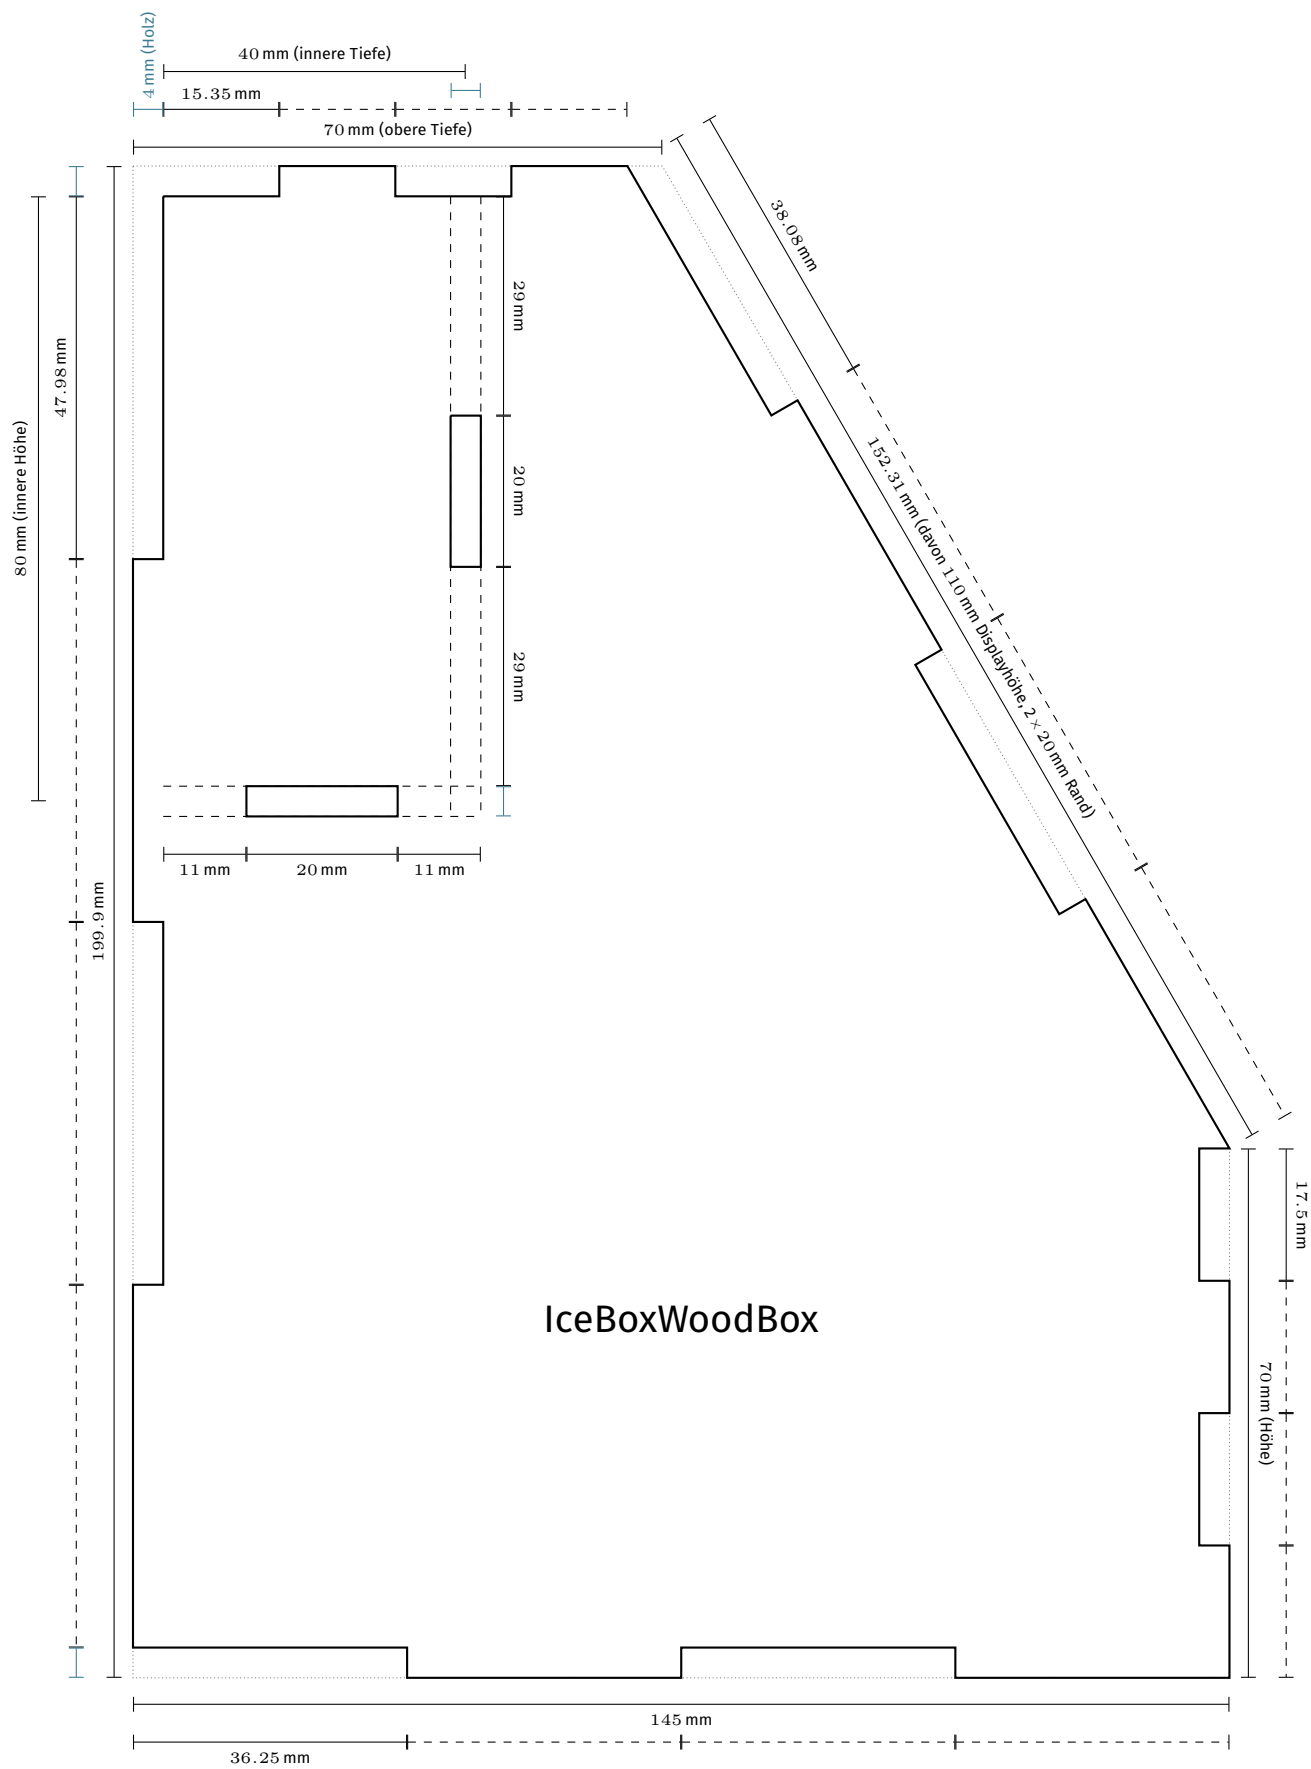 4 mm (Holz)
40 mm (innere Tiefe)
15.35 mm
70 mm (obere Tiefe)
38.08 mm
29 mm
47.98 mm
80 mm (innere Höhe)
20 mm
152.31 mm (davon 110 mm Displayhöhe, 2 × 20 mm Rand)
29 mm
11 mm
20 mm
11 mm
199.9 mm
17.5 mm
IceBoxWoodBox
70 mm (Höhe)
145 mm
36.25 mm